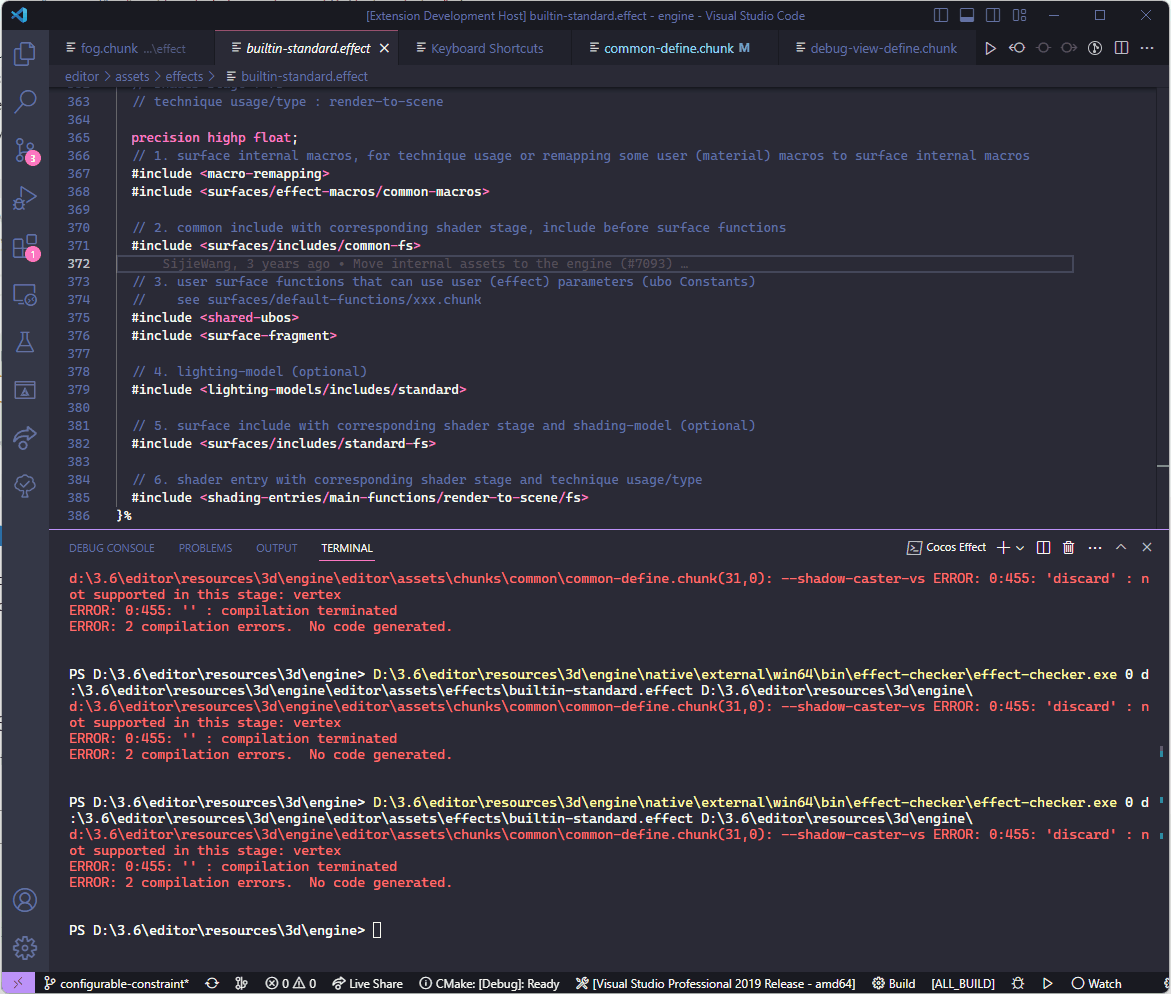 [Extension Development Host] builtin-standard.effect - engine - Visual Studio Code
fog.chunk ...\effect
builtin-standard.effect
Keyboard Shortcuts
common-define.chunk M
debug-view-define.chunk
editor > assets > effects > builtin-standard.effect
363 // technique usage/type : render-to-scene
364
365 precision highp float;
366 // 1. surface internal macros, for technique usage or remapping some user (material) macros to surface internal macros
367 #include <macro-remapping>
368 #include <surfaces/effect-macros/common-macros>
369
370 // 2. common include with corresponding shader stage, include before surface functions
371 #include <surfaces/includes/common-fs>
372 SijieWang, 3 years ago • Move internal assets to the engine (#7093) …
373 // 3. user surface functions that can use user (effect) parameters (ubo Constants)
374 //    see surfaces/default-functions/xxx.chunk
375 #include <shared-ubos>
376 #include <surface-fragment>
377
378 // 4. lighting-model (optional)
379 #include <lighting-models/includes/standard>
380
381 // 5. surface include with corresponding shader stage and shading-model (optional)
382 #include <surfaces/includes/standard-fs>
383
384 // 6. shader entry with corresponding shader stage and technique usage/type
385 #include <shading-entries/main-functions/render-to-scene/fs>
386 }%
3
1
DEBUG CONSOLE PROBLEMS OUTPUT TERMINAL
Cocos Effect
d:\3.6\editor\resources\3d\engine\editor\assets\chunks\common\common-define.chunk(31,0): --shadow-caster-vs ERROR: 0:455: 'discard' : n
ot supported in this stage: vertex
ERROR: 0:455: '' : compilation terminated
ERROR: 2 compilation errors.  No code generated.
PS D:\3.6\editor\resources\3d\engine> D:\3.6\editor\resources\3d\engine\native\external\win64\bin\effect-checker\effect-checker.exe 0 d
:\3.6\editor\resources\3d\engine\editor\assets\effects\builtin-standard.effect D:\3.6\editor\resources\3d\engine\
d:\3.6\editor\resources\3d\engine\editor\assets\chunks\common\common-define.chunk(31,0): --shadow-caster-vs ERROR: 0:455: 'discard' : n
ot supported in this stage: vertex
ERROR: 0:455: '' : compilation terminated
ERROR: 2 compilation errors.  No code generated.
PS D:\3.6\editor\resources\3d\engine> D:\3.6\editor\resources\3d\engine\native\external\win64\bin\effect-checker\effect-checker.exe 0 d
:\3.6\editor\resources\3d\engine\editor\assets\effects\builtin-standard.effect D:\3.6\editor\resources\3d\engine\
d:\3.6\editor\resources\3d\engine\editor\assets\chunks\common\common-define.chunk(31,0): --shadow-caster-vs ERROR: 0:455: 'discard' : n
ot supported in this stage: vertex
ERROR: 0:455: '' : compilation terminated
ERROR: 2 compilation errors.  No code generated.
PS D:\3.6\editor\resources\3d\engine>
configurable-constraint* 0 0 Live Share CMake: [Debug]: Ready [Visual Studio Professional 2019 Release - amd64] Build [ALL_BUILD] Watch